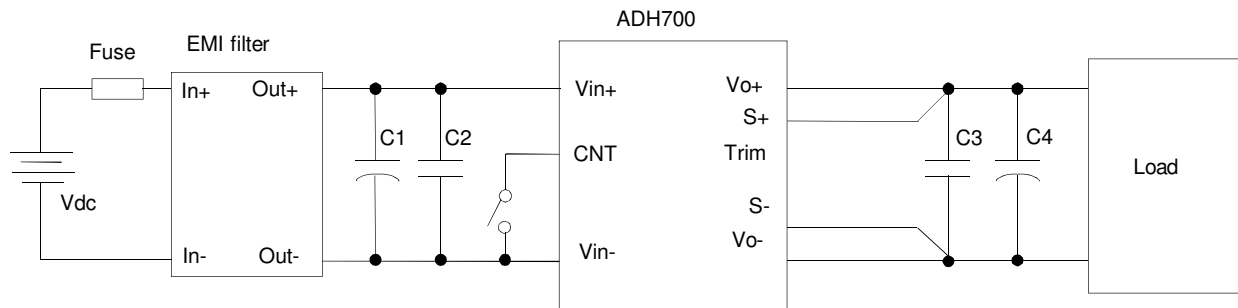 ADH700
Fuse
EMI filter
In+ Out+
Vin+
Vo+
S+
C1 C2
CNT
Trim
C3 C4
Load
Vdc
S-
In- Out-
Vin-
Vo-